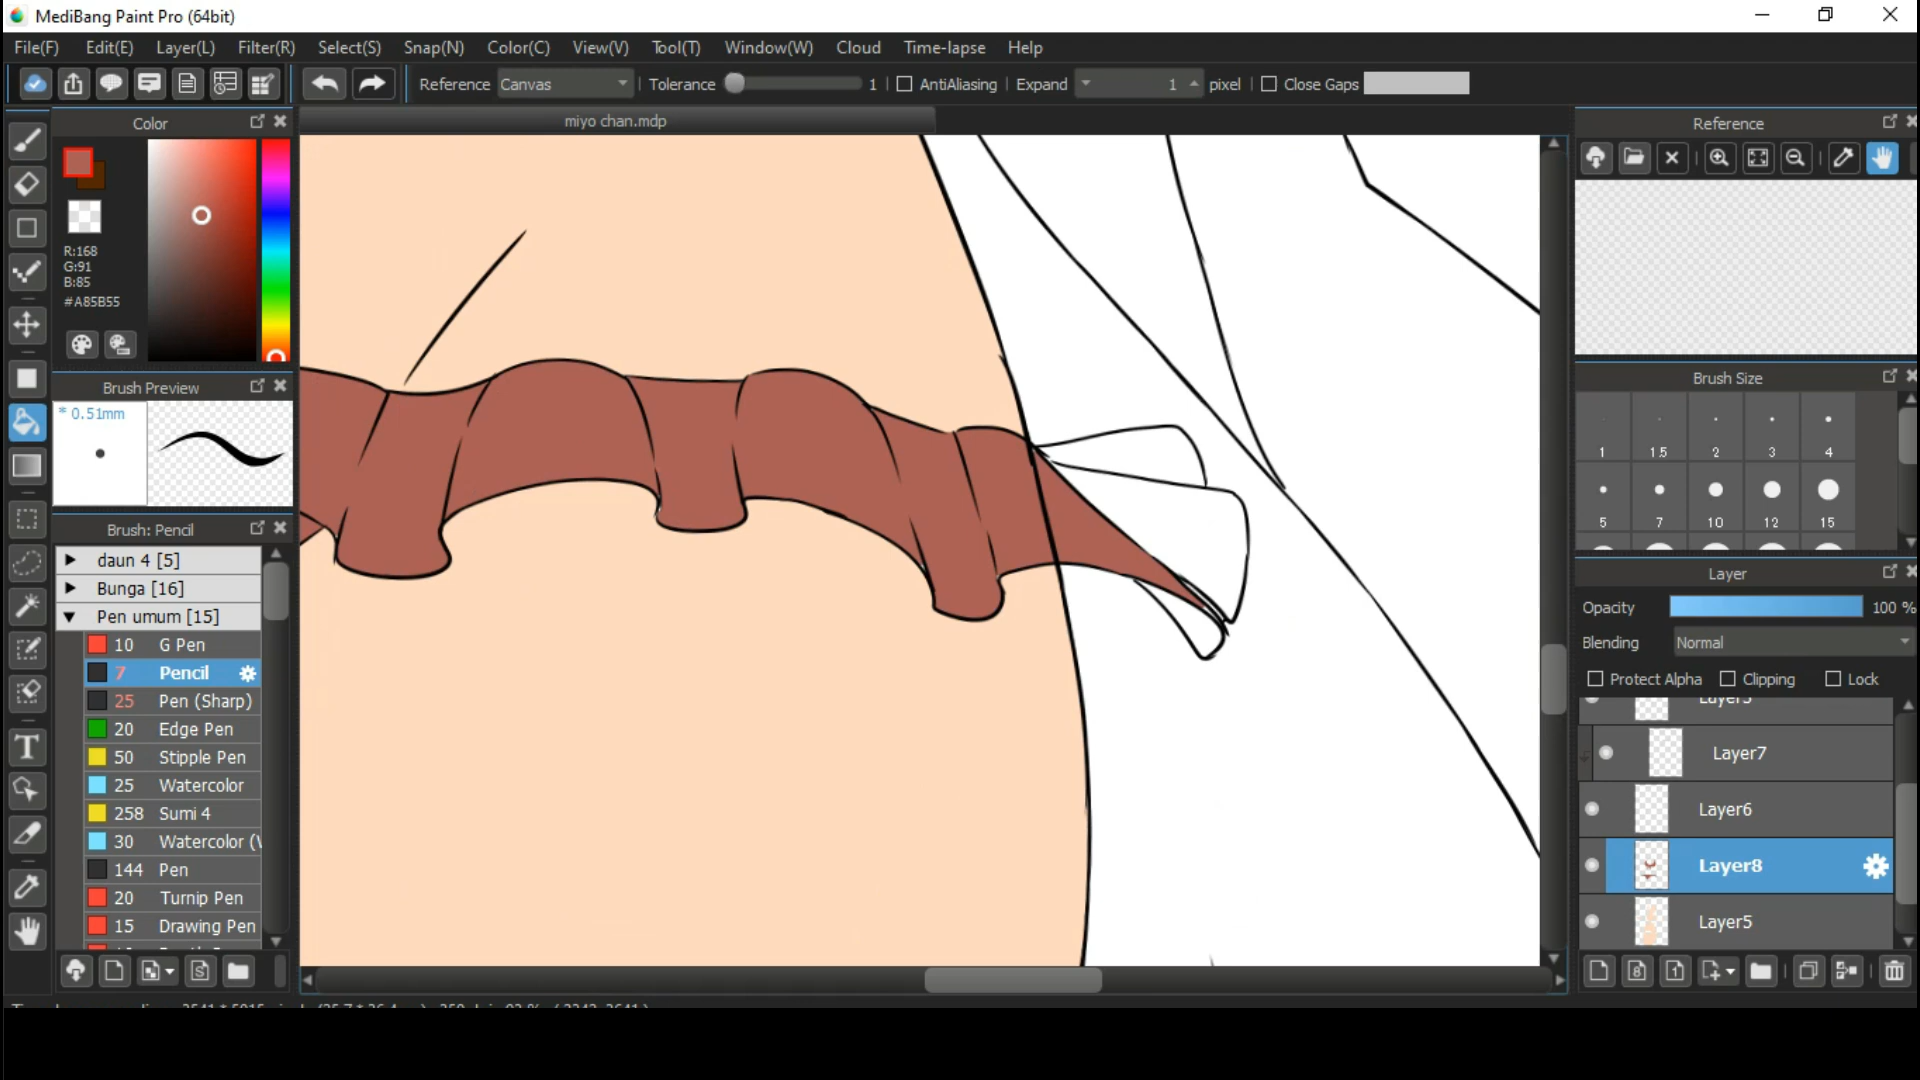 MediBang Paint Pro (64bit)
File(F) Edit(E) Layer(L) Filter(R) Select(S) Snap(N) Color(C) View(V) Tool(T) Window(W) Cloud Time-lapse Help
Reference Canvas Tolerance 1 AntiAliasing Expand 1 pixel Close Gaps
miyo chan.mdp
Color
R:168
G:91
B:85
#A85B55
Brush Preview
* 0.51mm
Brush: Pencil
daun 4 [5]
Bunga [16]
Pen umum [15]
10 G Pen
7 Pencil
25 Pen (Sharp)
20 Edge Pen
50 Stipple Pen
25 Watercolor
258 Sumi 4
30 Watercolor (
144 Pen
20 Turnip Pen
15 Drawing Pen
Reference
Brush Size
1 1.5 2 3 4
5 7 10 12 15
Layer
Opacity 100 %
Blending Normal
Protect Alpha Clipping Lock
Layer7
Layer6
Layer8
Layer5